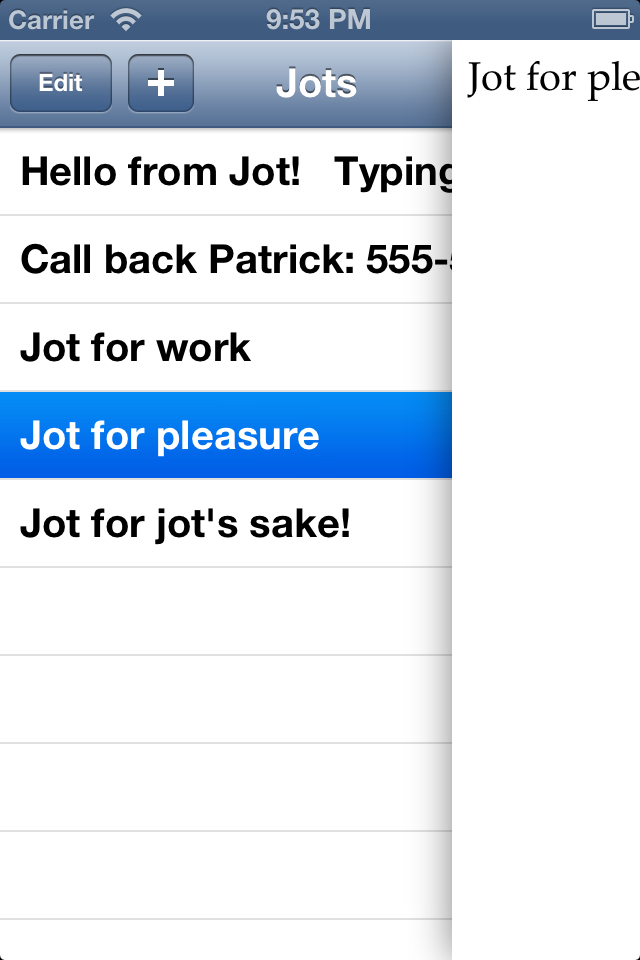 Carrier 9:53 PM
Edit + Jots
Jot for ple
Hello from Jot! Typing
Call back Patrick: 555-
Jot for work
Jot for pleasure
Jot for jot's sake!